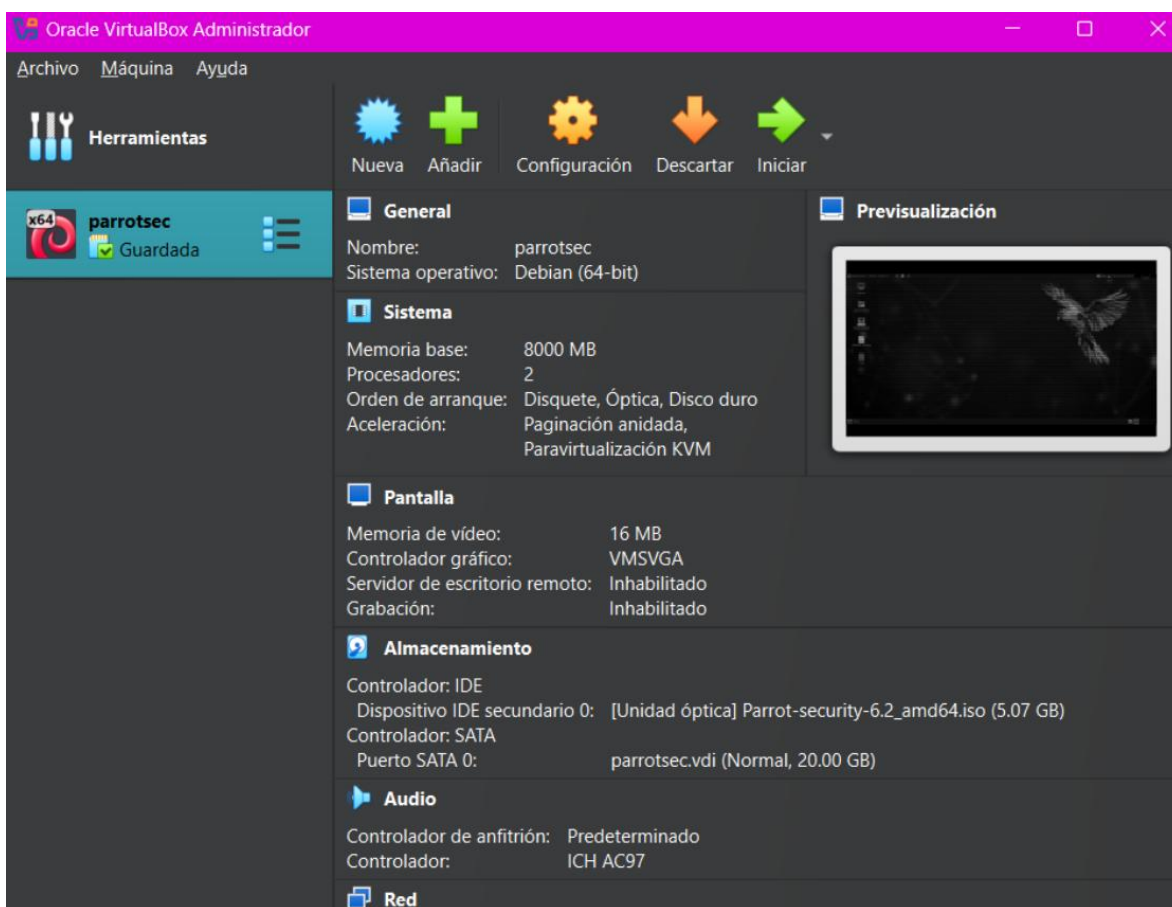 Oracle VirtualBox Administrador
Archivo Máquina Ayuda
Herramientas
Nueva Añadir Configuración Descartar Iniciar
x64
parrotsec
Guardada
General
Nombre: parrotsec
Sistema operativo: Debian (64-bit)
Previsualización
Sistema
Memoria base: 8000 MB
Procesadores: 2
Orden de arranque: Disquete, Óptica, Disco duro
Aceleración: Paginación anidada,
Paravirtualización KVM
Pantalla
Memoria de vídeo: 16 MB
Controlador gráfico: VMSVGA
Servidor de escritorio remoto: Inhabilitado
Grabación: Inhabilitado
Almacenamiento
Controlador: IDE
Dispositivo IDE secundario 0: [Unidad óptica] Parrot-security-6.2_amd64.iso (5.07 GB)
Controlador: SATA
Puerto SATA 0: parrotsec.vdi (Normal, 20.00 GB)
Audio
Controlador de anfitrión: Predeterminado
Controlador: ICH AC97
Red